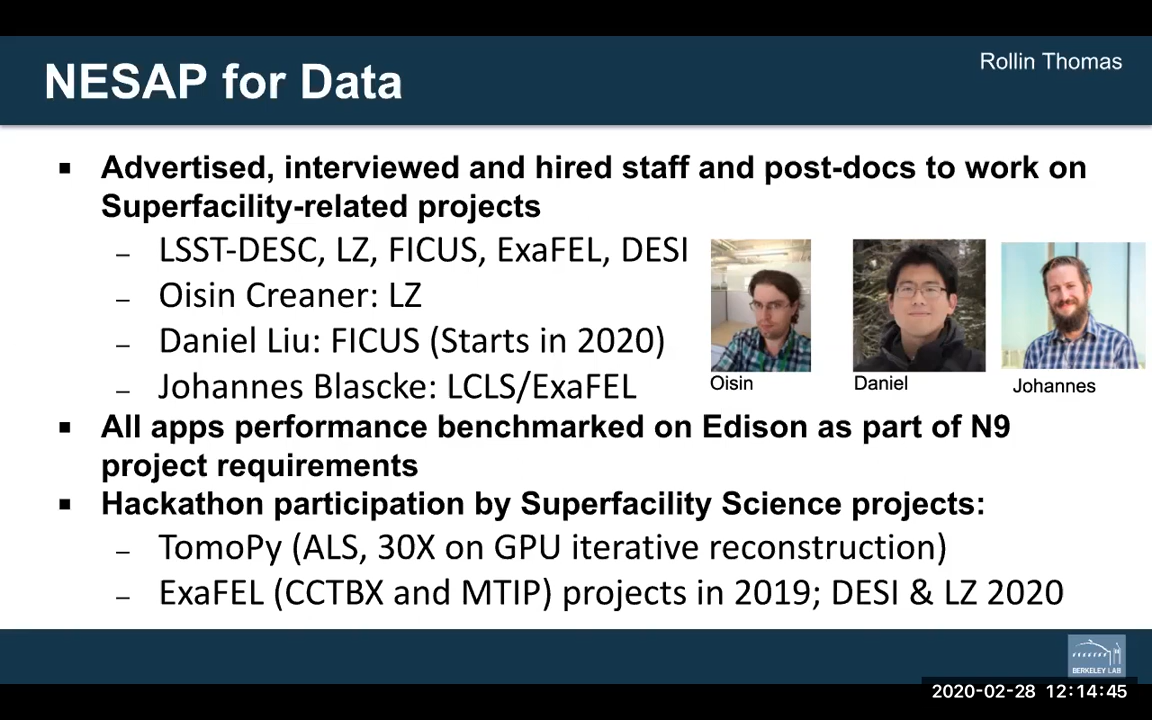 Rollin Thomas
NESAP for Data
▪ Advertised, interviewed and hired staff and post-docs to work on
Superfacility-related projects
– LSST-DESC, LZ, FICUS, ExaFEL, DESI
– Oisin Creaner: LZ
– Daniel Liu: FICUS (Starts in 2020)
– Johannes Blascke: LCLS/ExaFEL
Oisin
Daniel
Johannes
▪ All apps performance benchmarked on Edison as part of N9
project requirements
▪ Hackathon participation by Superfacility Science projects:
– TomoPy (ALS, 30X on GPU iterative reconstruction)
– ExaFEL (CCTBX and MTIP) projects in 2019; DESI & LZ 2020
BERKELEY LAB
2020-02-28 12:14:45